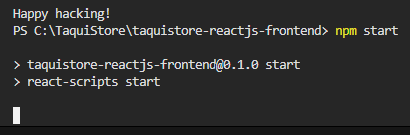 Happy hacking!
PS C:\TaquiStore\taquistore-reactjs-frontend> npm start
> taquistore-reactjs-frontend@0.1.0 start
> react-scripts start